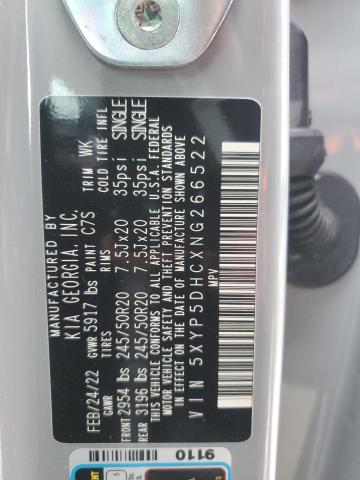 MANUFACTURED BY
KIA GEORGIA, INC.
FEB/24/22 GVWR 5917 lbs PAINT C7S TRIM WK
GAWR TIRES RIMS COLD TIRE INFL
FRONT 2954 lbs 245/50R20 7.5Jx20 35psi SINGLE
REAR 3196 lbs 245/50R20 7.5Jx20 35psi SINGLE
THIS VEHICLE CONFORMS TO ALL APPLICABLE U.S.A. FEDERAL
MOTOR VEHICLE SAFETY AND THEFT PREVENTION STANDARDS
IN EFFECT ON THE DATE OF MANUFACTURE SHOWN ABOVE
VIN 5XYP5DHCXNG266522
MPV
9110